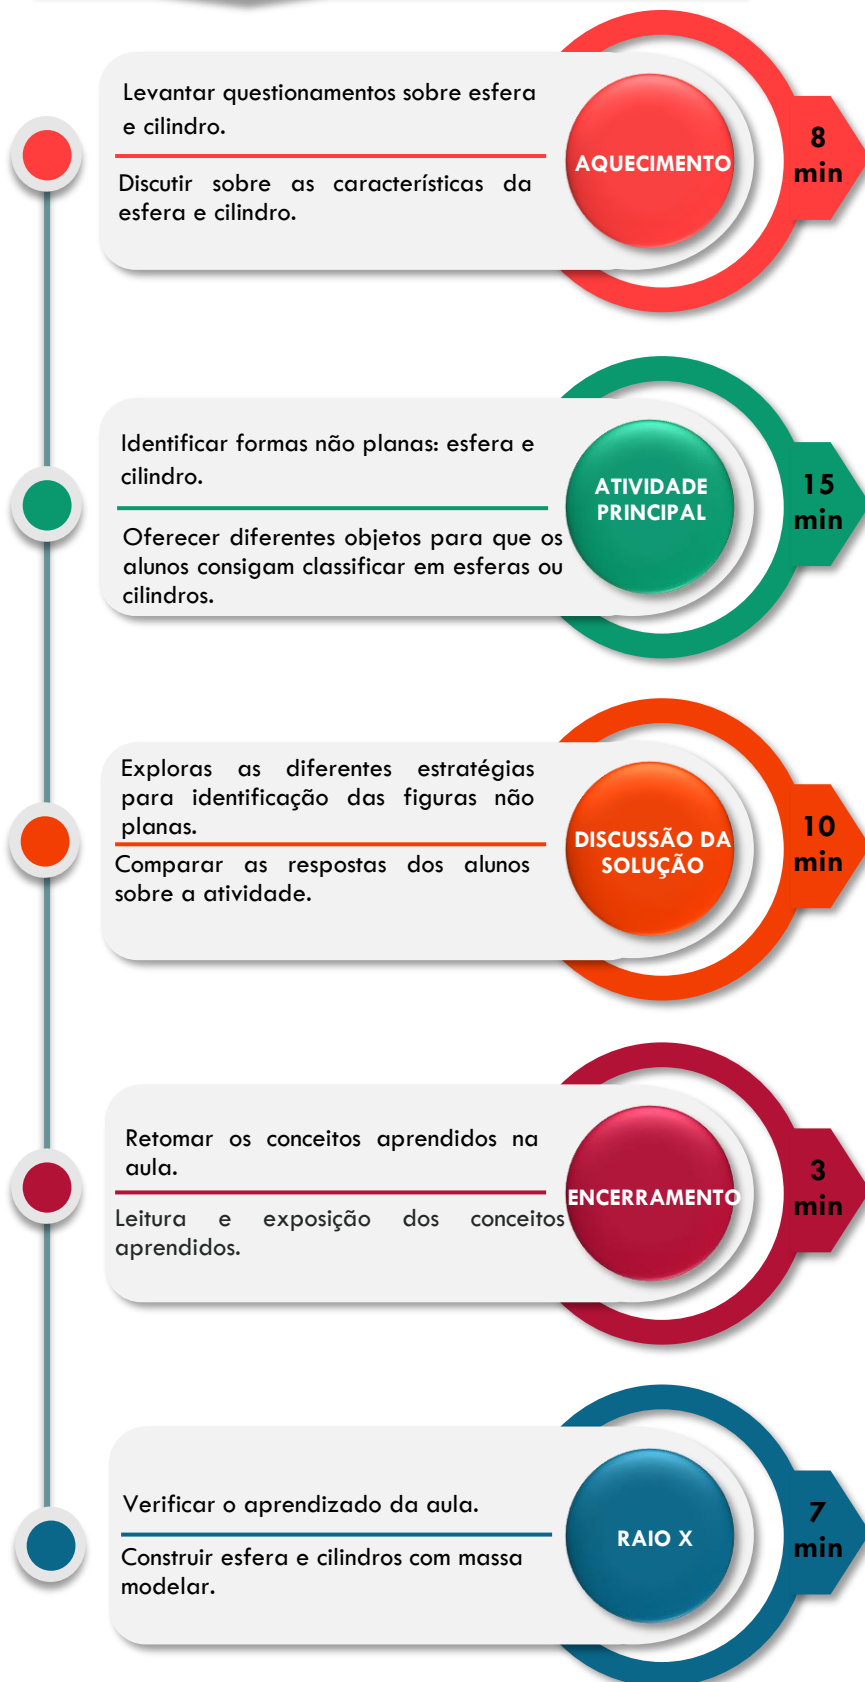 Levantar questionamentos sobre esfera
e cilindro.
Discutir sobre as características da
esfera e cilindro.
AQUECIMENTO
8
min
Identificar formas não planas: esfera e
cilindro.
Oferecer diferentes objetos para que os
alunos consigam classificar em esferas ou
cilindros.
ATIVIDADE
PRINCIPAL
15
min
Exploras as diferentes estratégias
para identificação das figuras não
planas.
Comparar as respostas dos alunos
sobre a atividade.
DISCUSSÃO DA
SOLUÇÃO
10
min
Retomar os conceitos aprendidos na
aula.
Leitura e exposição dos conceitos
aprendidos.
ENCERRAMENTO
3
min
Verificar o aprendizado da aula.
Construir esfera e cilindros com massa
modelar.
RAIO X
7
min